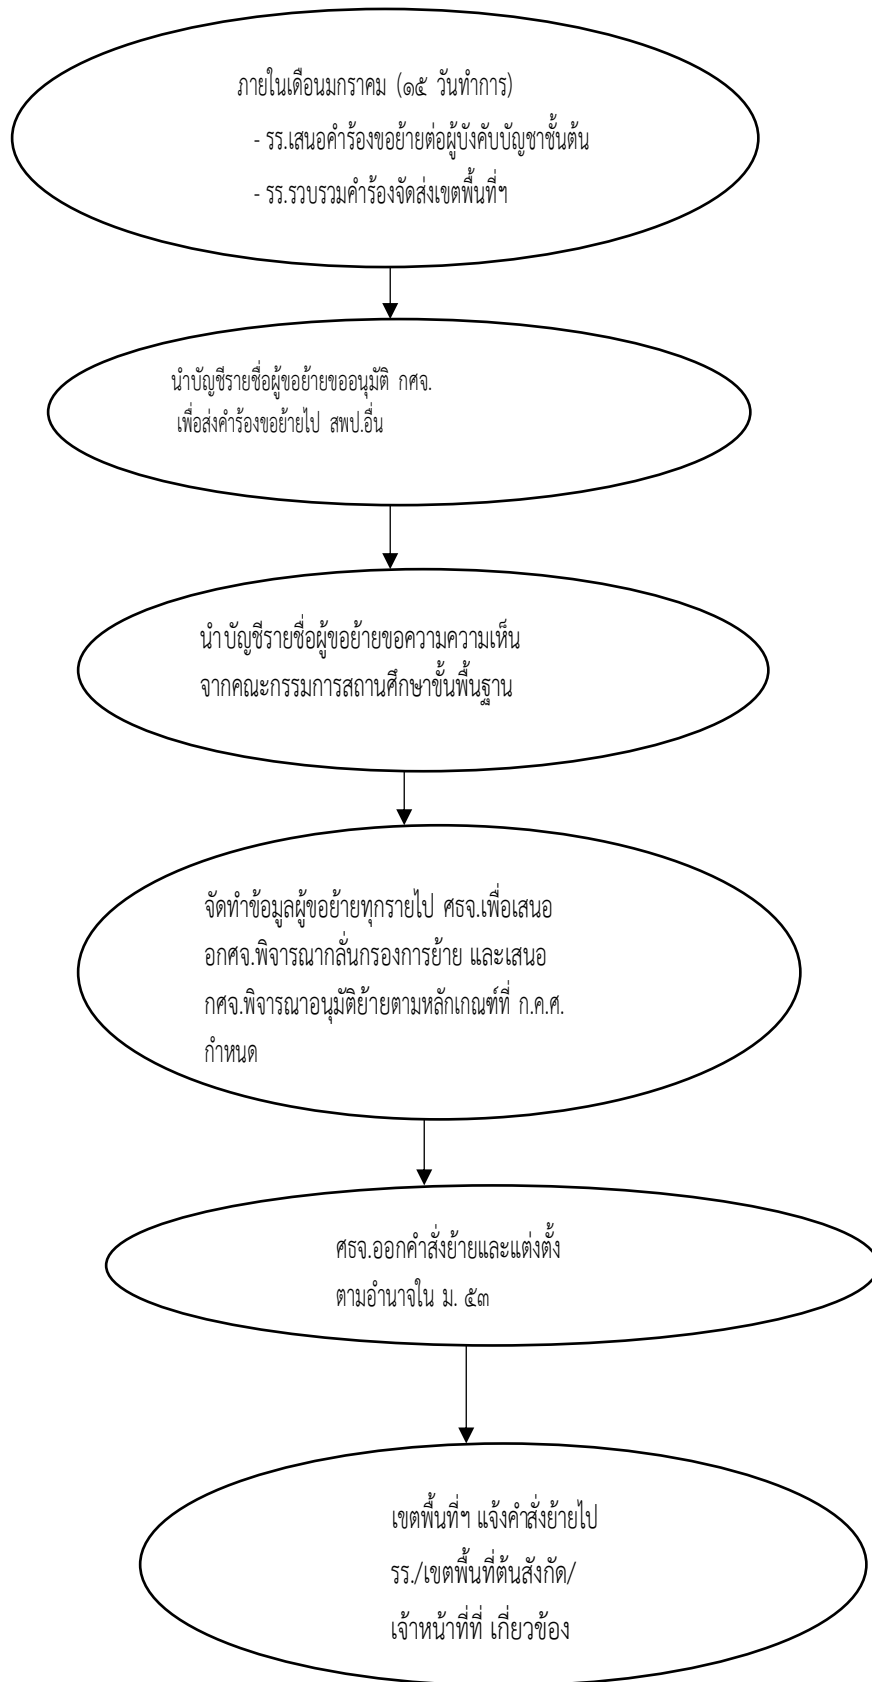 ภายในเดือนมกราคม (๑๕ วันทำการ)
- รร.เสนอคำร้องขอย้ายต่อผู้บังคับบัญชาชั้นต้น
- รร.รวบรวมคำร้องจัดส่งเขตพื้นที่ฯ
นำบัญชีรายชื่อผู้ขอย้ายขออนุมัติ กศจ.
เพื่อส่งคำร้องขอย้ายไป สพป.อื่น
นำบัญชีรายชื่อผู้ขอย้ายขอความความเห็น
จากคณะกรรมการสถานศึกษาขั้นพื้นฐาน
จัดทำข้อมูลผู้ขอย้ายทุกรายไป ศธจ.เพื่อเสนอ
อกศจ.พิจารณากลั่นกรองการย้าย และเสนอ
กศจ.พิจารณาอนุมัติย้ายตามหลักเกณฑ์ที่ ก.ค.ศ.
กำหนด
ศธจ.ออกคำสั่งย้ายและแต่งตั้ง
ตามอำนาจใน ม. ๕๓
เขตพื้นที่ฯ แจ้งคำสั่งย้ายไป
รร./เขตพื้นที่ต้นสังกัด/
เจ้าหน้าที่ที่ เกี่ยวข้อง